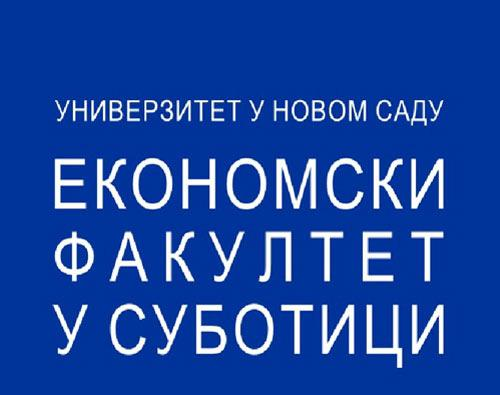 УНИВЕРЗИТЕТ У НОВОМ САДУ
ЕКОНОМСКИ
ФАКУЛТЕТ
У СУБОТИЦИ